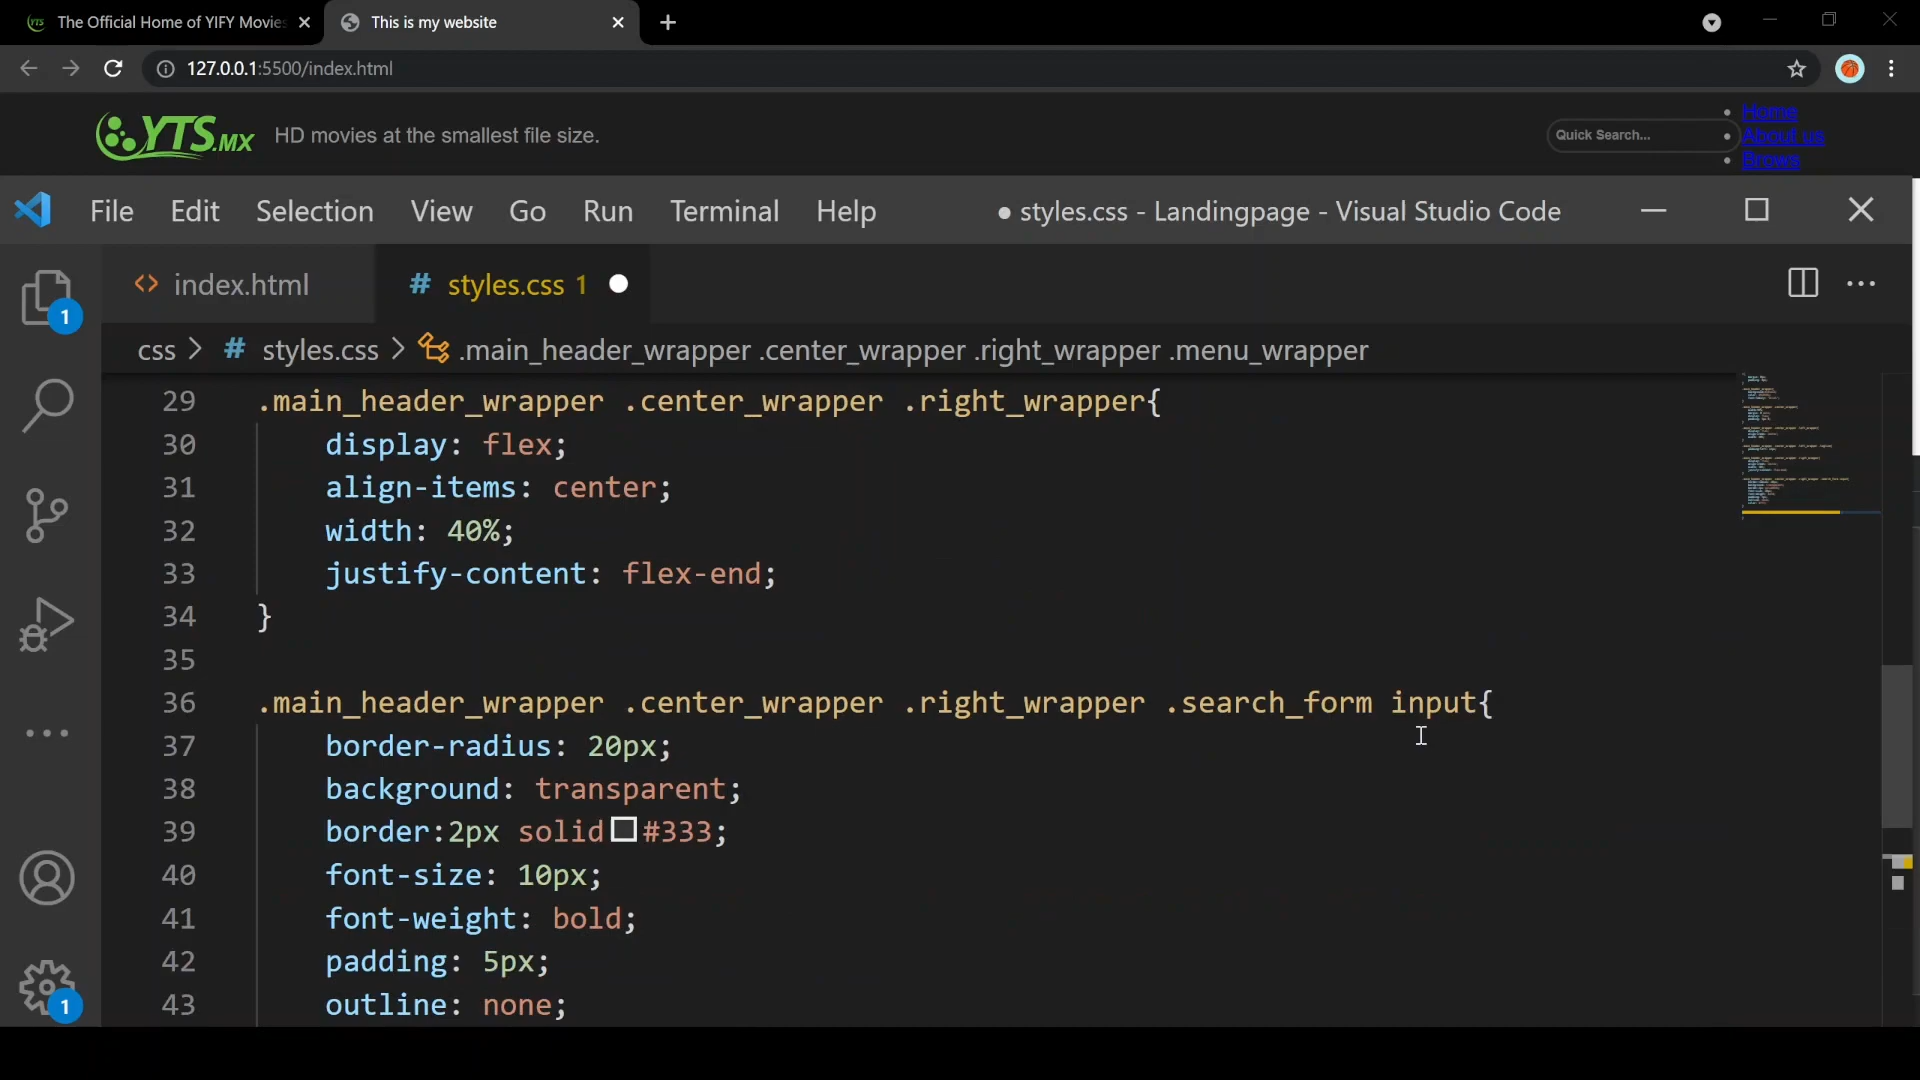 YTS The Official Home of YIFY Movie
This is my website
127.0.0.1:5500/index.html
YTS.MX HD movies at the smallest file size.
Quick Search...
Home
About us
Brows
File Edit Selection View Go Run Terminal Help
● styles.css - Landingpage - Visual Studio Code
index.html
# styles.css 1
css > # styles.css > .main_header_wrapper .center_wrapper .right_wrapper .menu_wrapper
29 .main_header_wrapper .center_wrapper .right_wrapper{
30 display: flex;
31 align-items: center;
32 width: 40%;
33 justify-content: flex-end;
34 }
35
36 .main_header_wrapper .center_wrapper .right_wrapper .search_form input{
37 border-radius: 20px;
38 background: transparent;
39 border:2px solid #333;
40 font-size: 10px;
41 font-weight: bold;
42 padding: 5px;
43 outline: none;
1
1